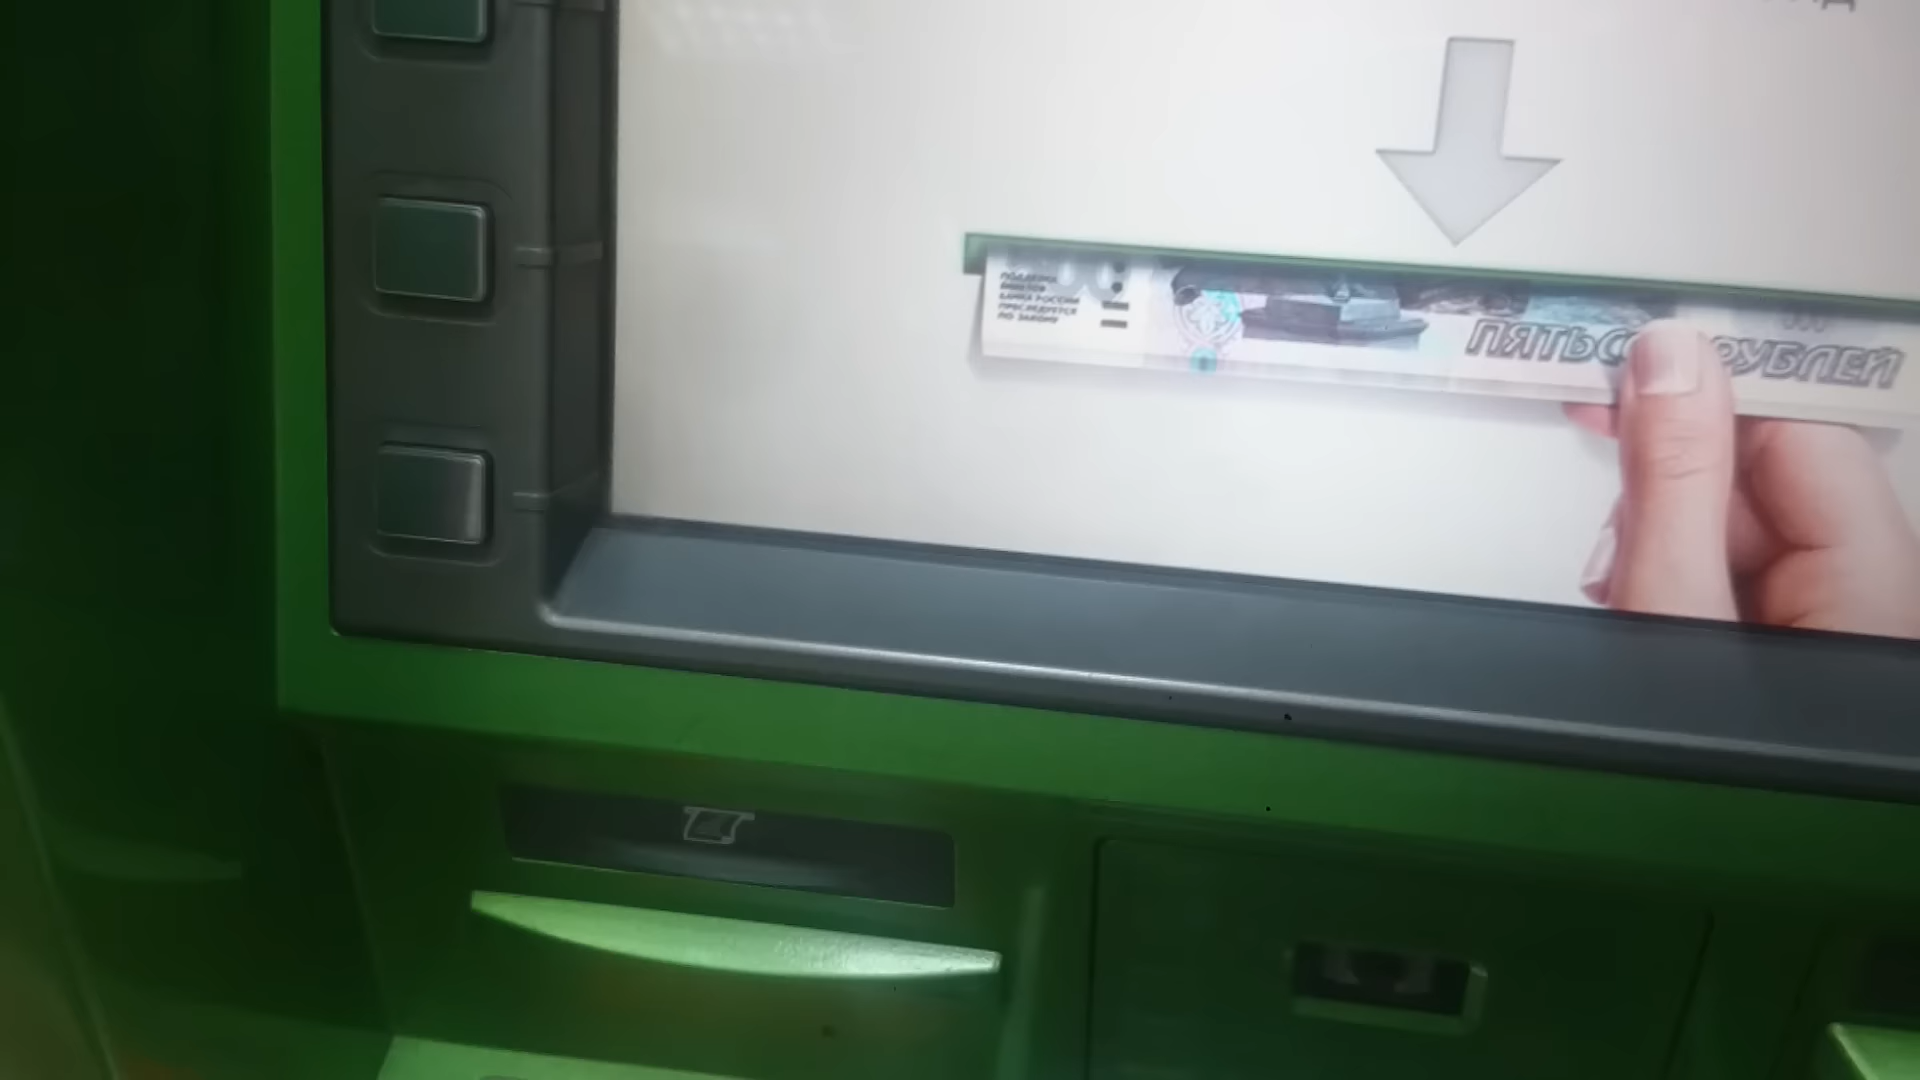 ПОДДЕЛКА
БИЛЕТОВ
БАНКА РОССИИ
ПРЕСЛЕДУЕТСЯ
ПО ЗАКОНУ
РУБЛЕЙ